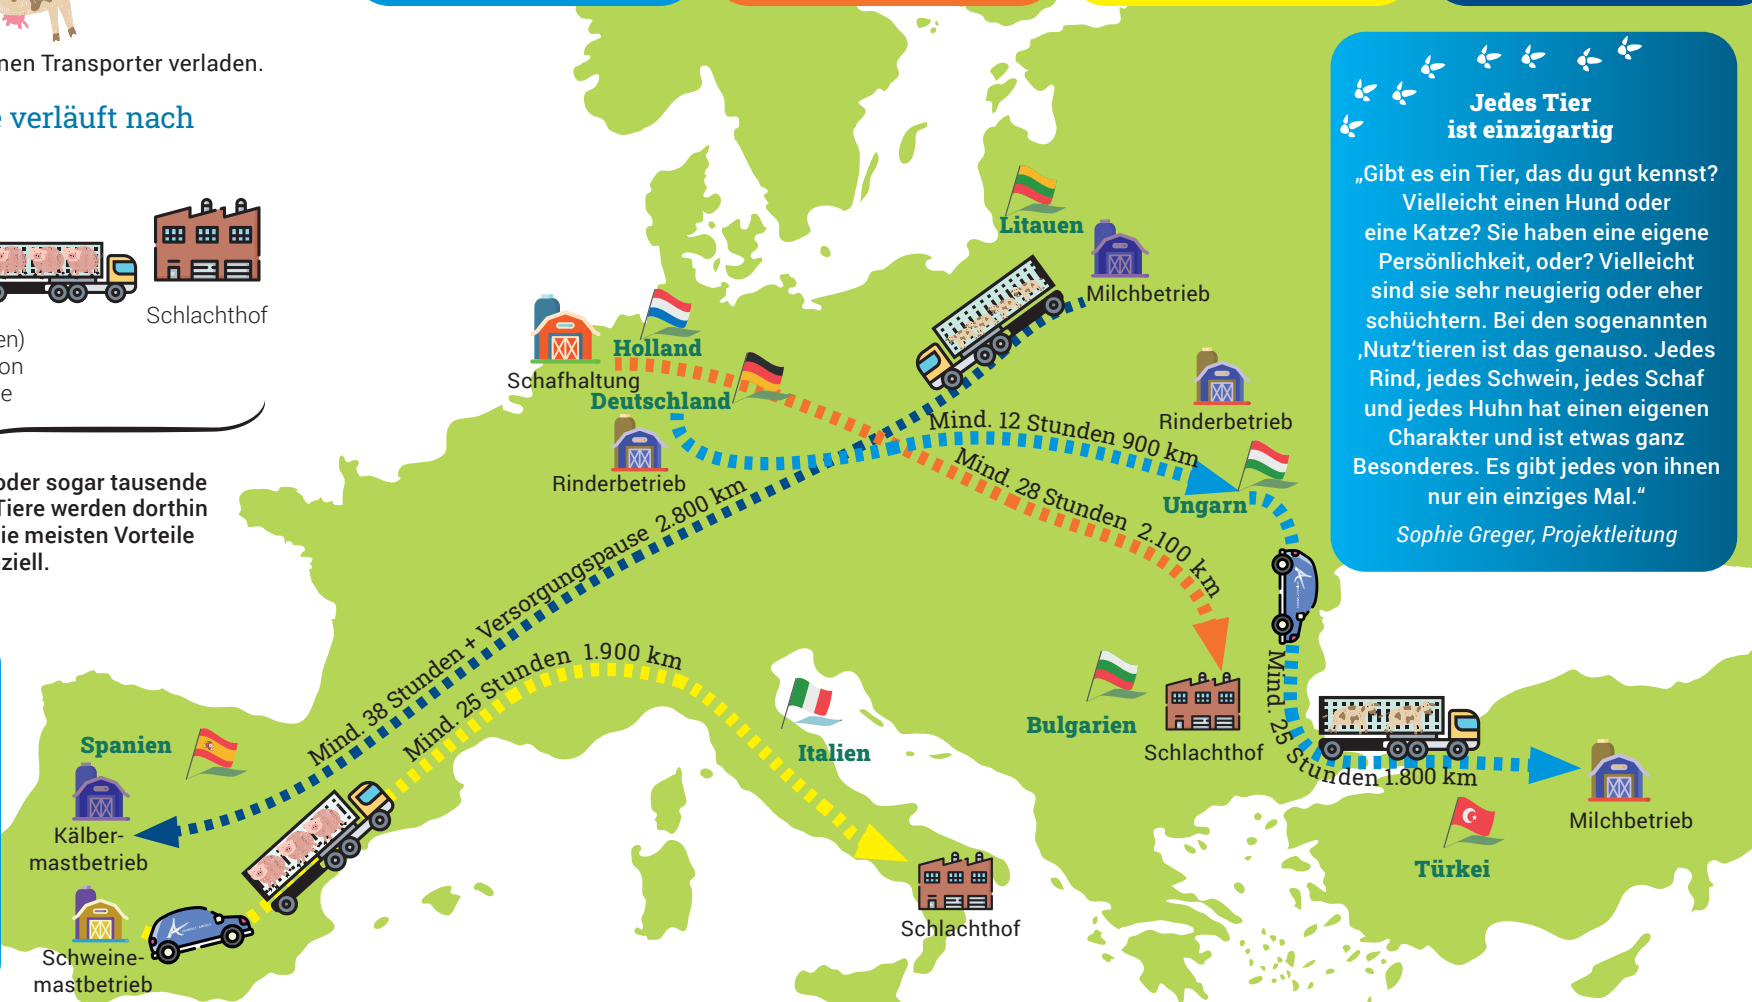 nen Transporter verladen.
verläuft nach
Schlachthof
en)
on
e
oder sogar tausende
Tiere werden dorthin
ie meisten Vorteile
ziell.
Jedes Tier
ist einzigartig
„Gibt es ein Tier, das du gut kennst?
Vielleicht einen Hund oder
eine Katze? Sie haben eine eigene
Persönlichkeit, oder? Vielleicht
sind sie sehr neugierig oder eher
schüchtern. Bei den sogenannten
‚Nutz‘tieren ist das genauso. Jedes
Rind, jedes Schwein, jedes Schaf
und jedes Huhn hat einen eigenen
Charakter und ist etwas ganz
Besonderes. Es gibt jedes von ihnen
nur ein einziges Mal.“
Sophie Greger, Projektleitung
Litauen
Milchbetrieb
Holland
Schafhaltung
Deutschland
Rinderbetrieb
Mind. 12 Stunden 900 km
Rinderbetrieb
Ungarn
Mind. 28 Stunden 2.100 km
Mind. 38 Stunden + Versorgungspause 2.800 km
Mind. 25 Stunden 1.900 km
Mind. 25 Stunden 1.800 km
Spanien
Kälber-
mastbetrieb
Schweine-
mastbetrieb
Italien
Schlachthof
Bulgarien
Schlachthof
Milchbetrieb
Türkei